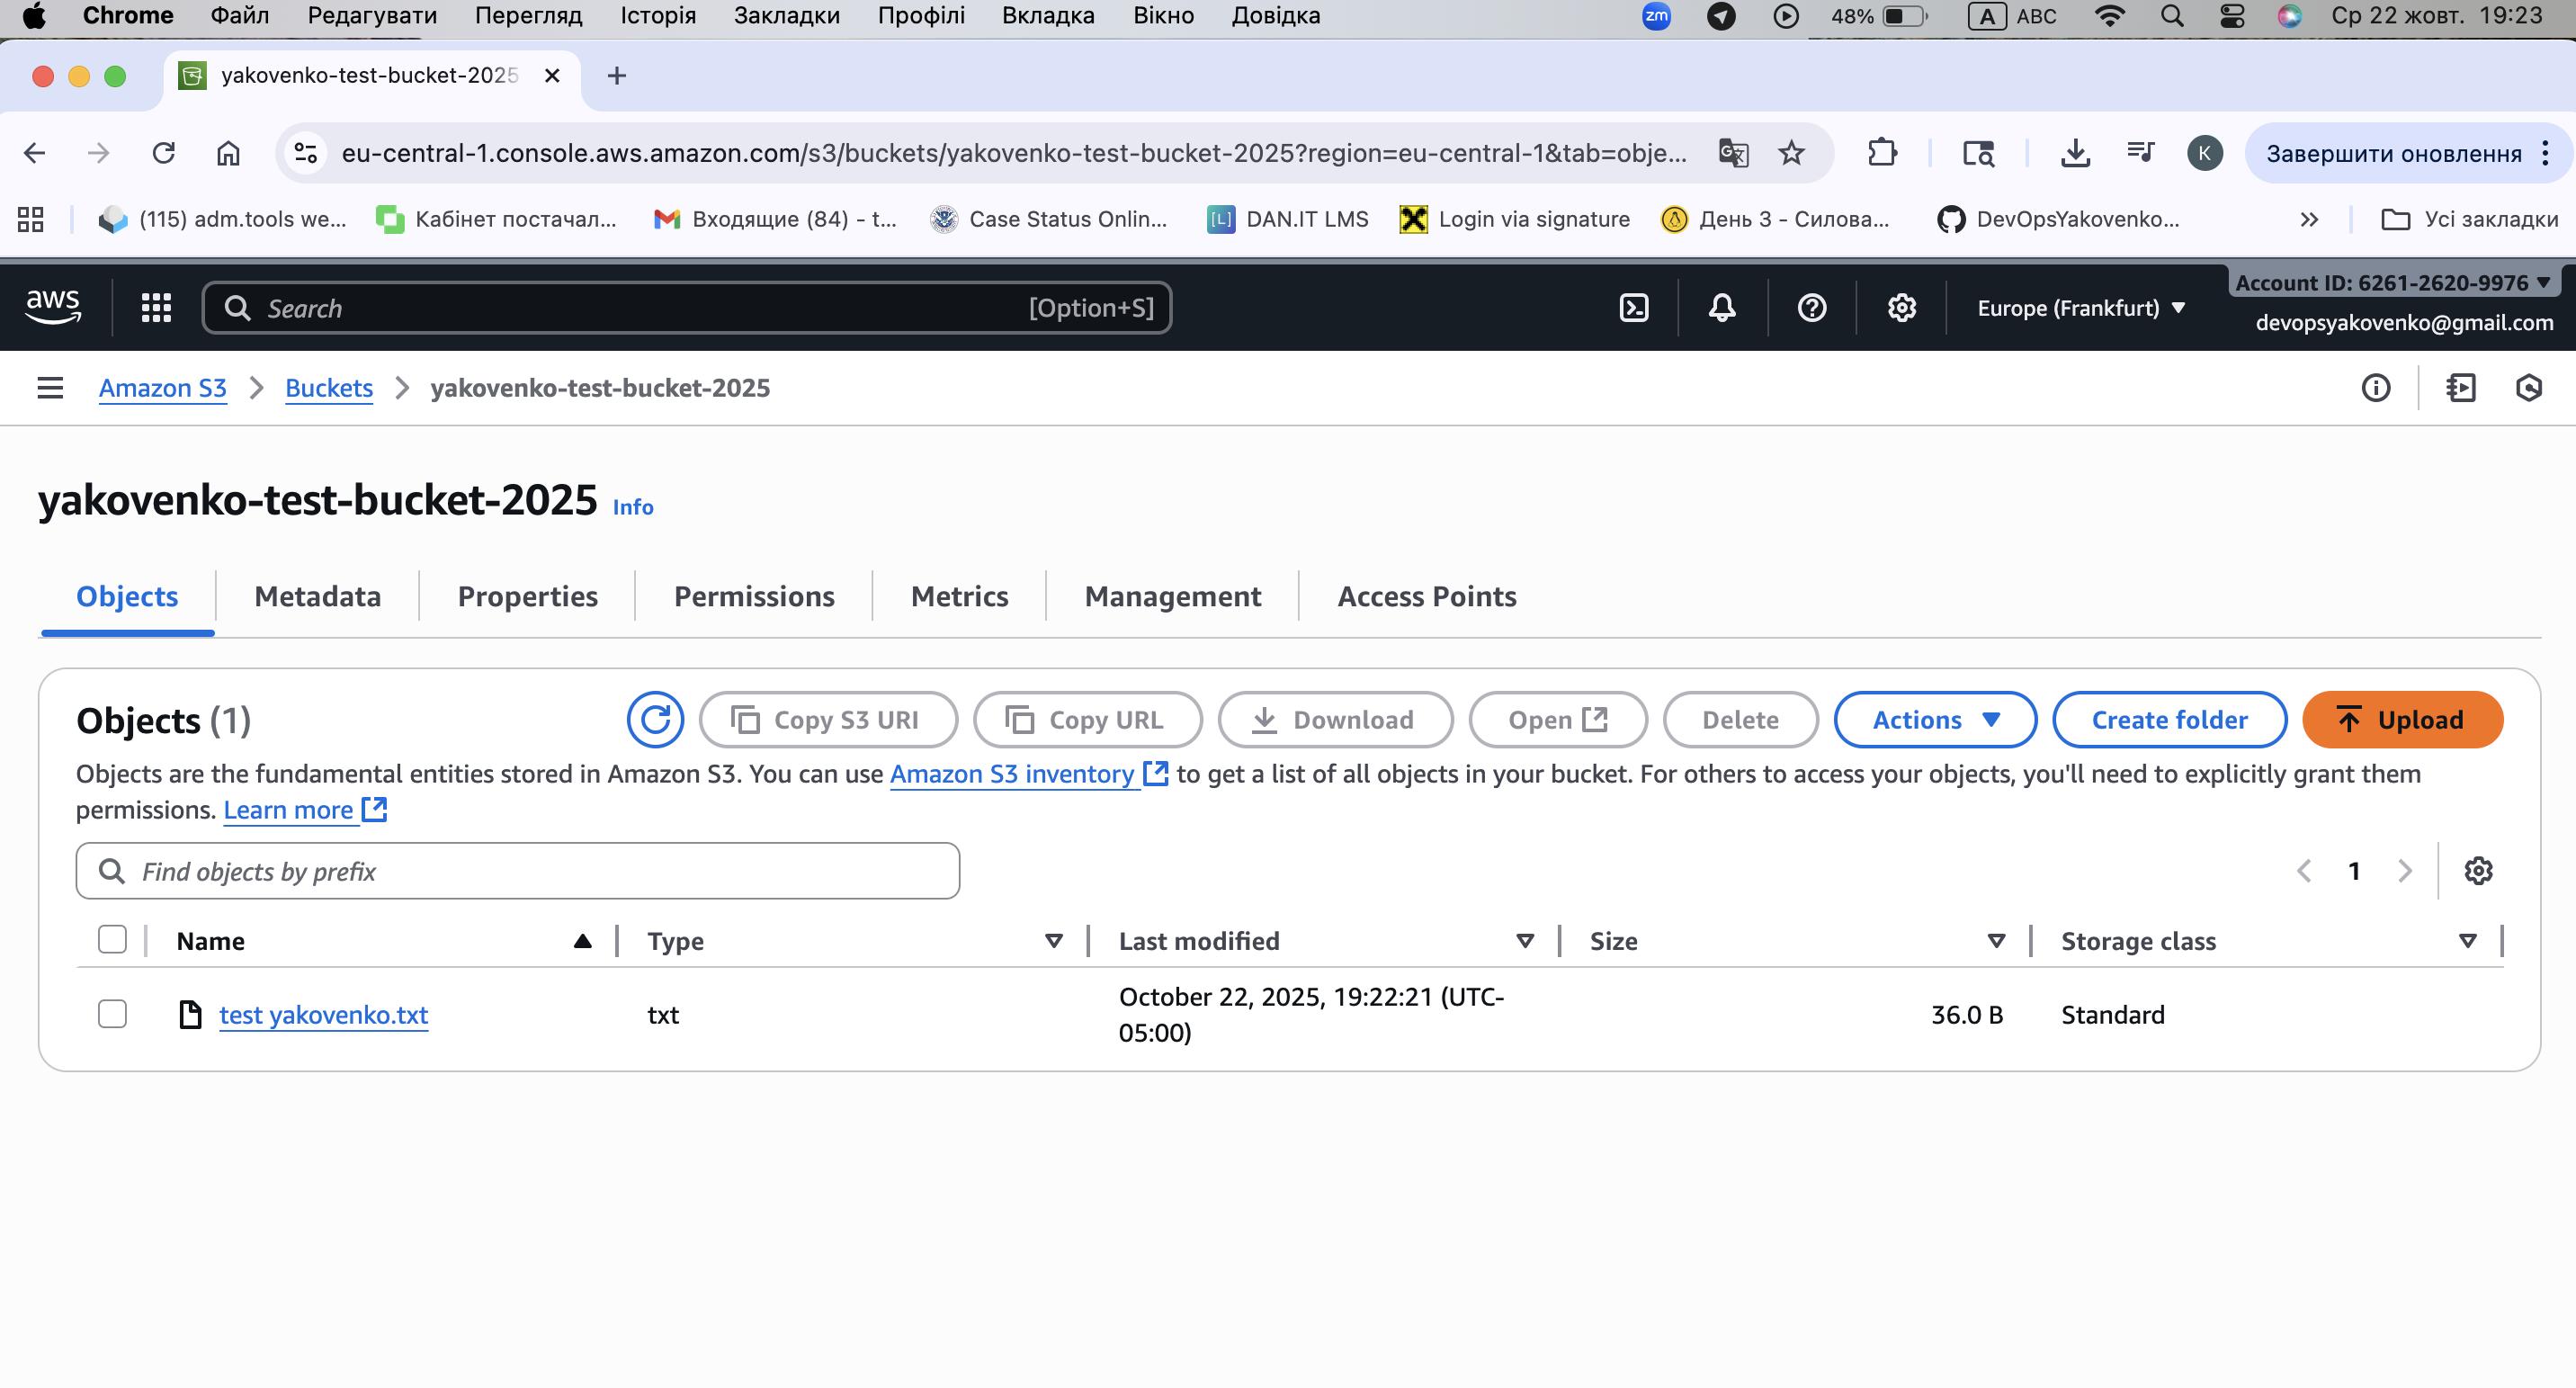 Chrome Файл Редагувати Перегляд Історія Закладки Профілі Вкладка Вікно Довідка zm 48% A ABC Ср 22 жовт. 19:23
yakovenko-test-bucket-2025
eu-central-1.console.aws.amazon.com/s3/buckets/yakovenko-test-bucket-2025?region=eu-central-1&tab=obje... K Завершити оновлення
(115) adm.tools we... Кабінет постачал... Входящие (84) - t... Case Status Onlin... [L] DAN.IT LMS Login via signature День 3 - Силова... DevOpsYakovenko... » Усі закладки
aws Search [Option+S] Europe (Frankfurt) Account ID: 6261-2620-9976
devopsyakovenko@gmail.com
Amazon S3 > Buckets > yakovenko-test-bucket-2025
yakovenko-test-bucket-2025 Info
Objects Metadata Properties Permissions Metrics Management Access Points
Objects (1) Copy S3 URI Copy URL Download Open Delete Actions Create folder Upload
Objects are the fundamental entities stored in Amazon S3. You can use Amazon S3 inventory to get a list of all objects in your bucket. For others to access your objects, you'll need to explicitly grant them
permissions. Learn more
Find objects by prefix 1
Name Type Last modified Size Storage class
test yakovenko.txt txt October 22, 2025, 19:22:21 (UTC-
05:00) 36.0 B Standard